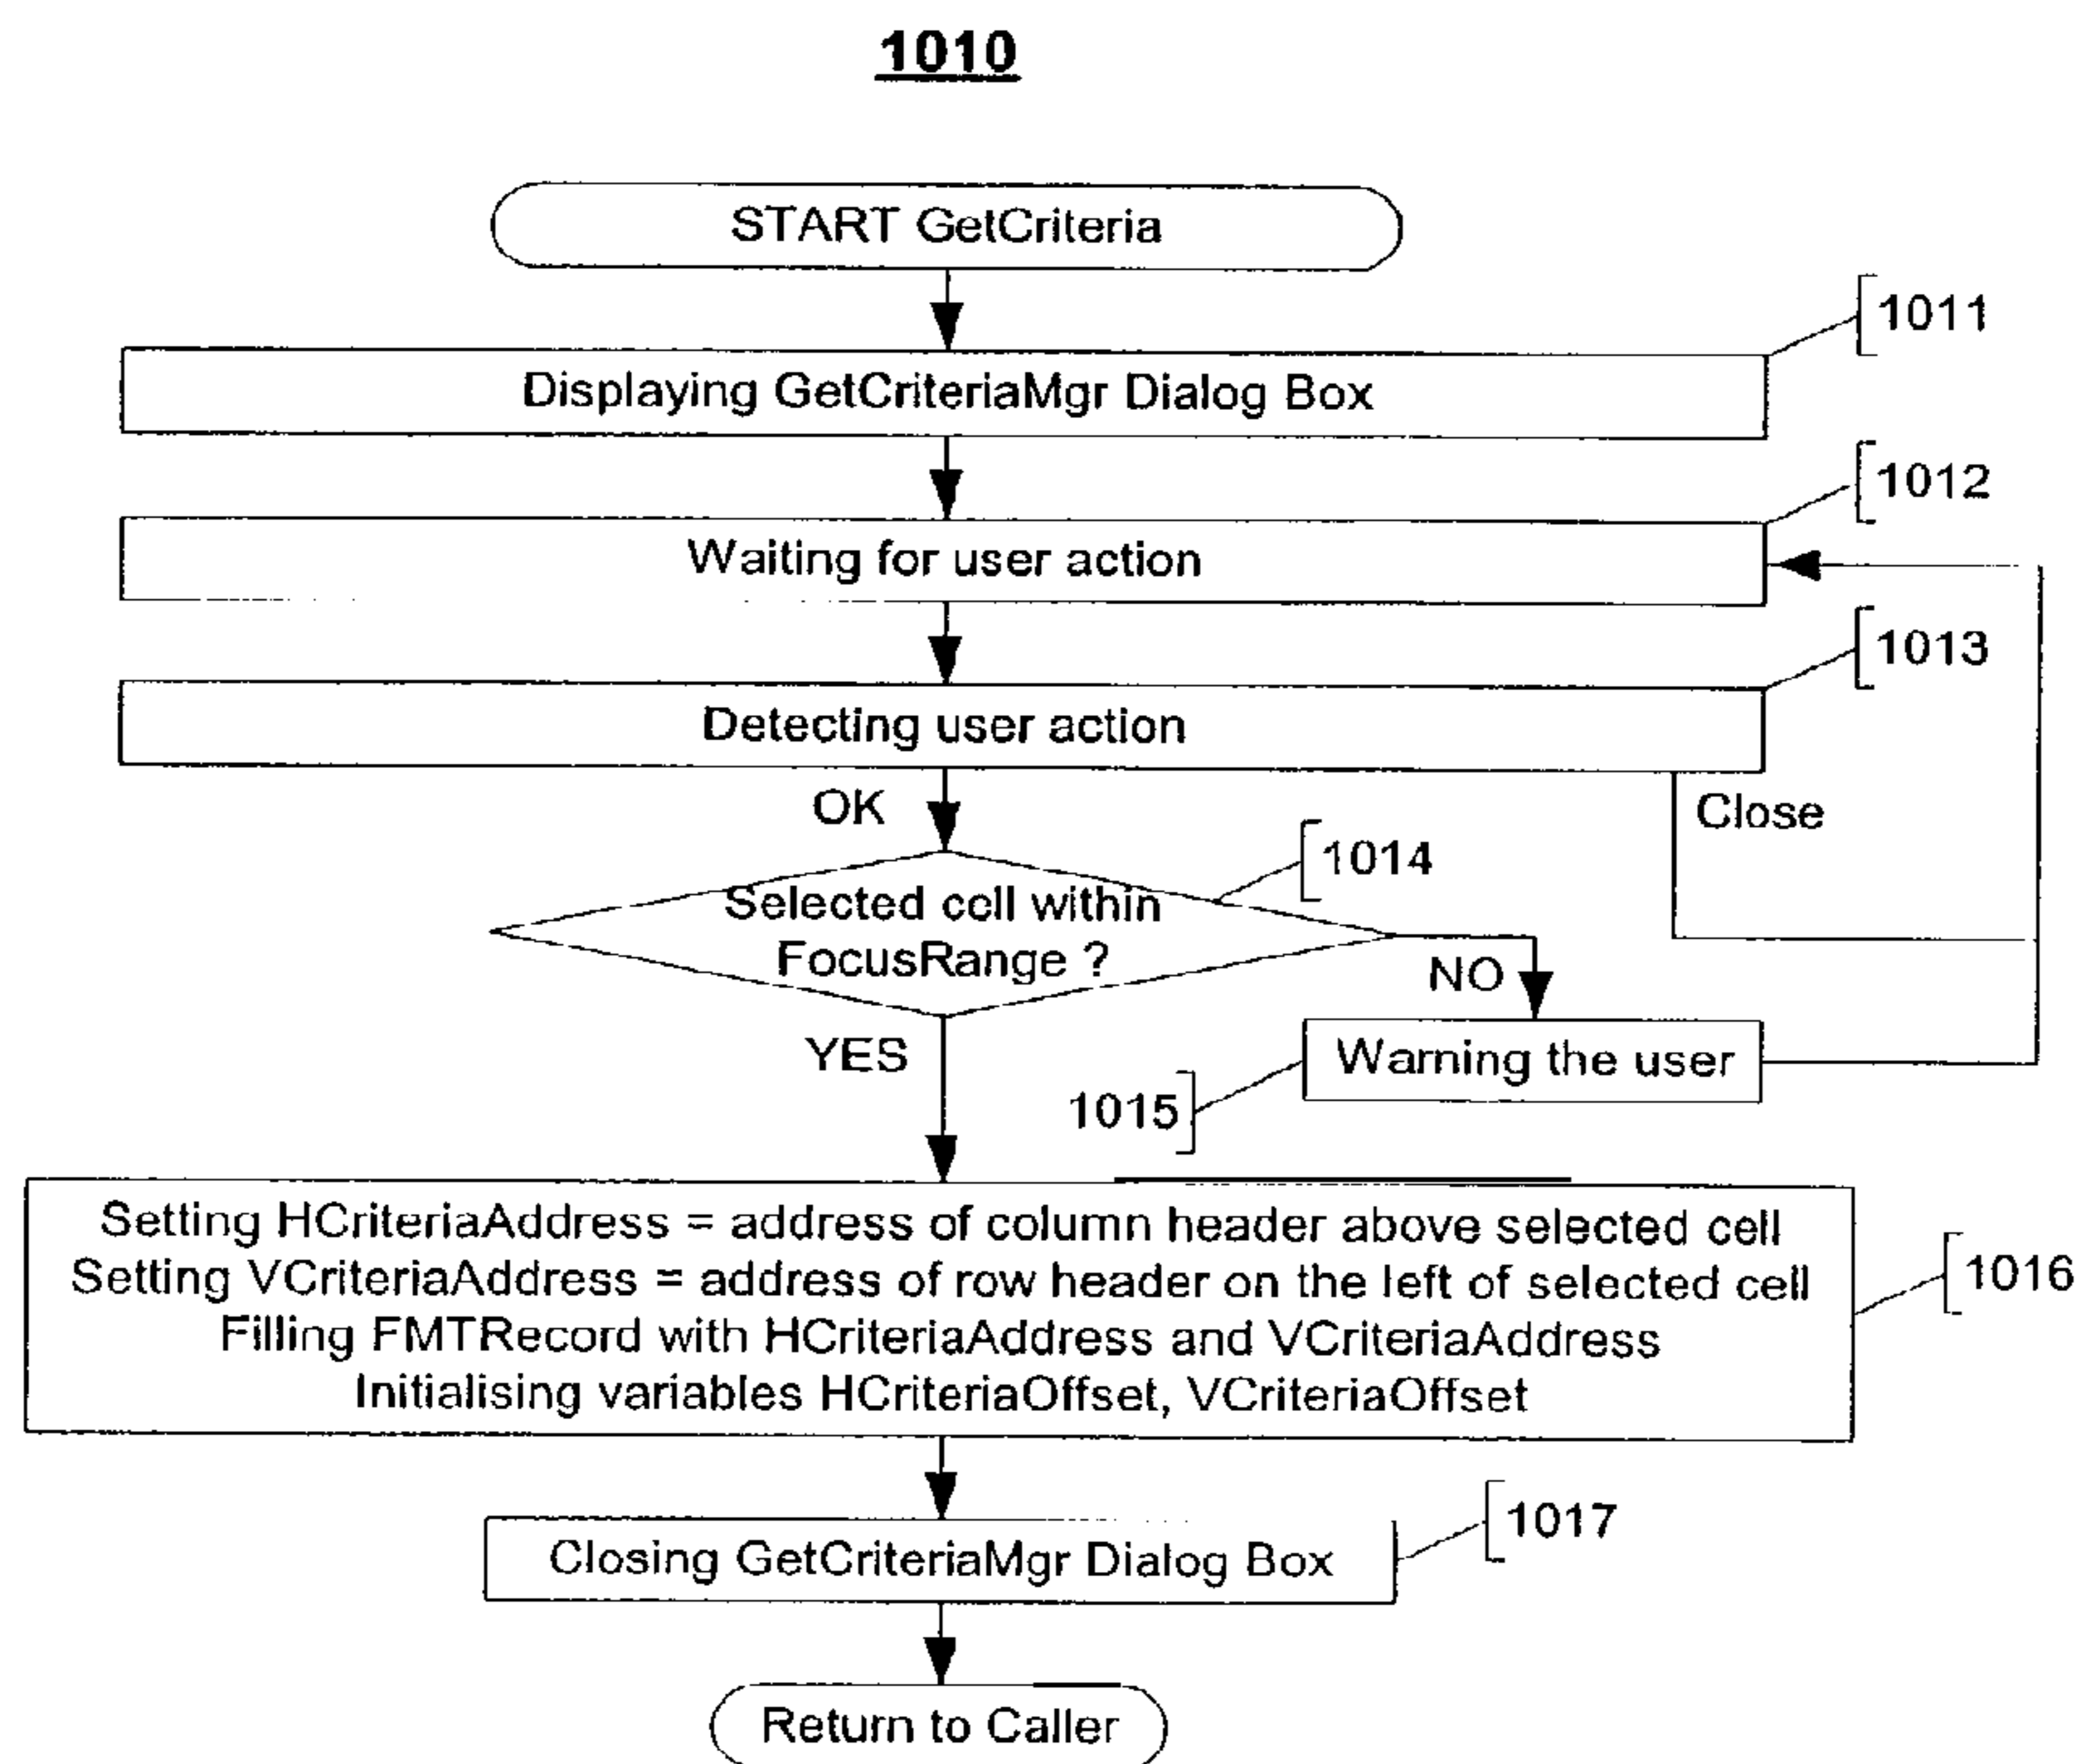 1010
START GetCriteria
1011
Displaying GetCriteriaMgr Dialog Box
1012
Waiting for user action
1013
Detecting user action
OK
Close
1014
Selected cell within
FocusRange ?
NO
YES
Warning the user
1015
Setting HCriteriaAddress = address of column header above selected cell
Setting VCriteriaAddress = address of row header on the left of selected cell
Filling FMTRecord with HCriteriaAddress and VCriteriaAddress
Initialising variables HCriteriaOffset, VCriteriaOffset
1016
1017
Closing GetCriteriaMgr Dialog Box
Return to Caller